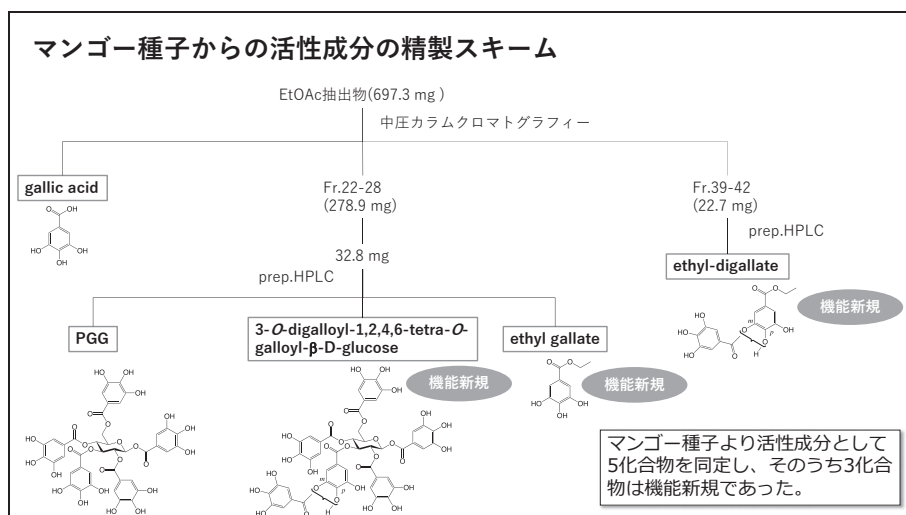 マンゴー種子からの活性成分の精製スキーム
EtOAc抽出物(697.3 mg )
中圧カラムクロマトグラフィー
gallic acid
O
OH
HO
OH
OH
Fr.22-28
(278.9 mg)
32.8 mg
prep.HPLC
Fr.39-42
(22.7 mg)
prep.HPLC
ethyl-digallate
機能新規
PGG
3-O-digalloyl-1,2,4,6-tetra-O-
galloyl-β-D-glucose
機能新規
ethyl gallate
機能新規
マンゴー種子より活性成分として
5化合物を同定し、そのうち3化合
物は機能新規であった。